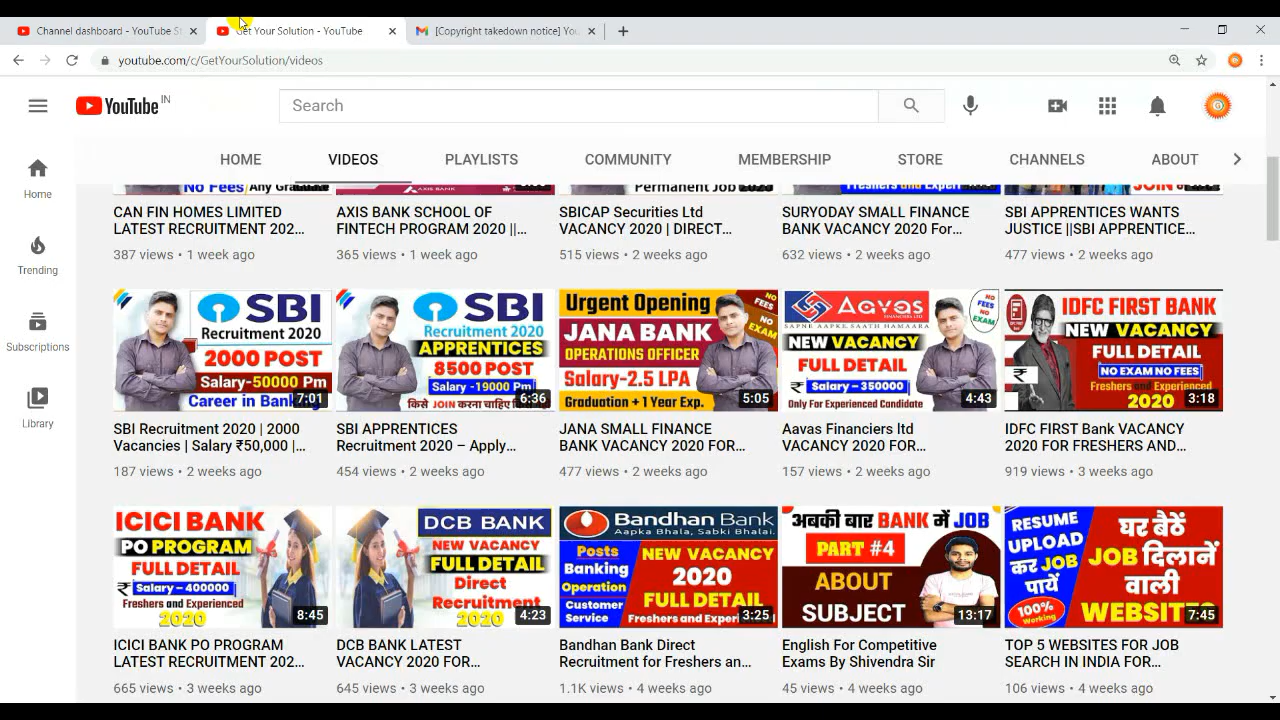 Channel dashboard - YouTube St
Get Your Solution - YouTube
[Copyright takedown notice] You
youtube.com/c/GetYourSolution/videos
YouTube IN
Search
HOME
VIDEOS
PLAYLISTS
COMMUNITY
MEMBERSHIP
STORE
CHANNELS
ABOUT
Home
Trending
Subscriptions
Library
No Fees
AXIS BANK
Permanent Job 2020
CAN FIN HOMES LIMITED
LATEST RECRUITMENT 202...
387 views • 1 week ago
AXIS BANK SCHOOL OF
FINTECH PROGRAM 2020 ||...
365 views • 1 week ago
SBICAP Securities Ltd
VACANCY 2020 | DIRECT...
515 views • 2 weeks ago
SURYODAY SMALL FINANCE
BANK VACANCY 2020 For...
632 views • 2 weeks ago
SBI APPRENTICES WANTS
JUSTICE ||SBI APPRENTICE...
477 views • 2 weeks ago
SBI
Recruitment 2020
2000 POST
Salary-50000 Pm
Career in Bank
7:01
SBI Recruitment 2020 | 2000
Vacancies | Salary ₹50,000 |...
187 views • 2 weeks ago
SBI
Recruitment 2020
APPRENTICES
8500 POST
Salary -19000 Pm
किसे JOIN करना चाहिए
6:36
SBI APPRENTICES
Recruitment 2020 – Apply...
454 views • 2 weeks ago
Urgent Opening
NO FEES
NO EXAM
JANA BANK
OPERATIONS OFFICER
Salary-2.5 LPA
Graduation + 1 Year Exp.
5:05
JANA SMALL FINANCE
BANK VACANCY 2020 FOR...
477 views • 2 weeks ago
Aavas
FINANCIERS LTD
SAPNE AAPKE, SAATH HAMAARA
NO FEES
NO EXAM
NEW VACANCY
FULL DETAIL
₹ Salary – 350000
Only For Experienced Candidate
4:43
Aavas Financiers ltd
VACANCY 2020 FOR...
157 views • 2 weeks ago
IDFC FIRST BANK
NEW VACANCY
FULL DETAIL
₹
NO EXAM NO FEES
Freshers and Experienced
2020
3:18
IDFC FIRST Bank VACANCY
2020 FOR FRESHERS AND...
919 views • 3 weeks ago
ICICI BANK
PO PROGRAM
FULL DETAIL
₹ Salary – 400000
Freshers and Experienced
2020
8:45
ICICI BANK PO PROGRAM
LATEST RECRUITMENT 202...
665 views • 3 weeks ago
DCB BANK
NEW VACANCY
FULL DETAIL
Direct
Recruitment
2020
4:23
DCB BANK LATEST
VACANCY 2020 FOR...
645 views • 3 weeks ago
Bandhan Bank
Aapka Bhala, Sabki Bhalai.
Posts
Banking
Operation
Customer
Service
NEW VACANCY
2020
FULL DETAIL
Freshers and Experi
3:25
Bandhan Bank Direct
Recruitment for Freshers an...
1.1K views • 4 weeks ago
अबकी बार BANK में JOB
PART #4
ABOUT
SUBJECT
13:17
English For Competitive
Exams By Shivendra Sir
45 views • 4 weeks ago
RESUME
UPLOAD
कर JOB
पायें
100%
Working
घर बैठें
JOB दिलानें
वाली
WEBSITE
7:45
TOP 5 WEBSITES FOR JOB
SEARCH IN INDIA FOR...
106 views • 4 weeks ago